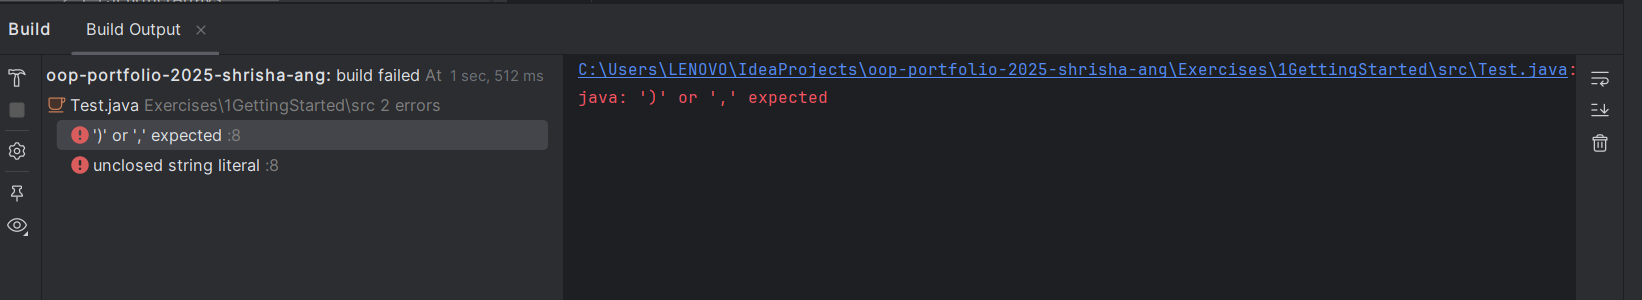 Build
Build Output
oop-portfolio-2025-shrisha-ang: build failed At 1 sec, 512 ms
Test.java Exercises\1GettingStarted\src 2 errors
')' or ',' expected :8
unclosed string literal :8
C:\Users\LENOVO\IdeaProjects\oop-portfolio-2025-shrisha-ang\Exercises\1GettingStarted\src\Test.java:
java: ')' or ',' expected